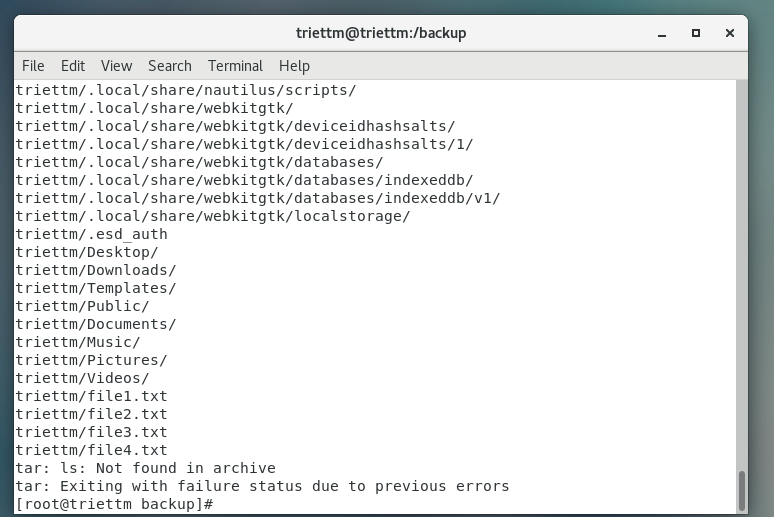 triettm@triettm:/backup
File Edit View Search Terminal Help
triettm/.local/share/nautilus/scripts/
triettm/.local/share/webkitgtk/
triettm/.local/share/webkitgtk/deviceidhashsalts/
triettm/.local/share/webkitgtk/deviceidhashsalts/1/
triettm/.local/share/webkitgtk/databases/
triettm/.local/share/webkitgtk/databases/indexeddb/
triettm/.local/share/webkitgtk/databases/indexeddb/v1/
triettm/.local/share/webkitgtk/localstorage/
triettm/.esd_auth
triettm/Desktop/
triettm/Downloads/
triettm/Templates/
triettm/Public/
triettm/Documents/
triettm/Music/
triettm/Pictures/
triettm/Videos/
triettm/file1.txt
triettm/file2.txt
triettm/file3.txt
triettm/file4.txt
tar: ls: Not found in archive
tar: Exiting with failure status due to previous errors
[root@triettm backup]#